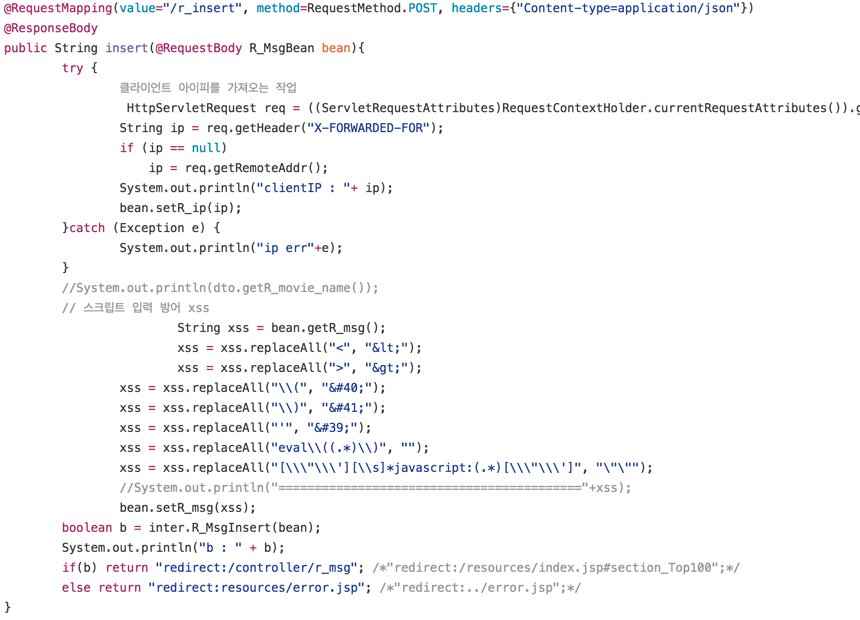 @RequestMapping(value="/r_insert", method=RequestMethod.POST, headers={"Content-type=application/json"})
@ResponseBody
public String insert(@RequestBody R_MsgBean bean){
try {
클라이언트 아이피를 가져오는 작업
HttpServletRequest req = ((ServletRequestAttributes)RequestContextHolder.currentRequestAttributes()).g
String ip = req.getHeader("X-FORWARDED-FOR");
if (ip == null)
ip = req.getRemoteAddr();
System.out.println("clientIP : "+ ip);
bean.setR_ip(ip);
}catch (Exception e) {
System.out.println("ip err"+e);
}
//System.out.println(dto.getR_movie_name());
// 스크립트 입력 방어 xss
String xss = bean.getR_msg();
xss = xss.replaceAll("<", "&lt;");
xss = xss.replaceAll(">", "&gt;");
xss = xss.replaceAll("\\(", "&#40;");
xss = xss.replaceAll("\\)", "&#41;");
xss = xss.replaceAll("'", "&#39;");
xss = xss.replaceAll("eval\\((.*)\\)", "");
xss = xss.replaceAll("[\\\"\\\'][\\s]*javascript:(.*)[\\\"\\\']", "\"\"");
//System.out.println("=========================================="+xss);
bean.setR_msg(xss);
boolean b = inter.R_MsgInsert(bean);
System.out.println("b : " + b);
if(b) return "redirect:/controller/r_msg"; /*"redirect:/resources/index.jsp#section_Top100";*/
else return "redirect:resources/error.jsp"; /*"redirect:../error.jsp";*/
}